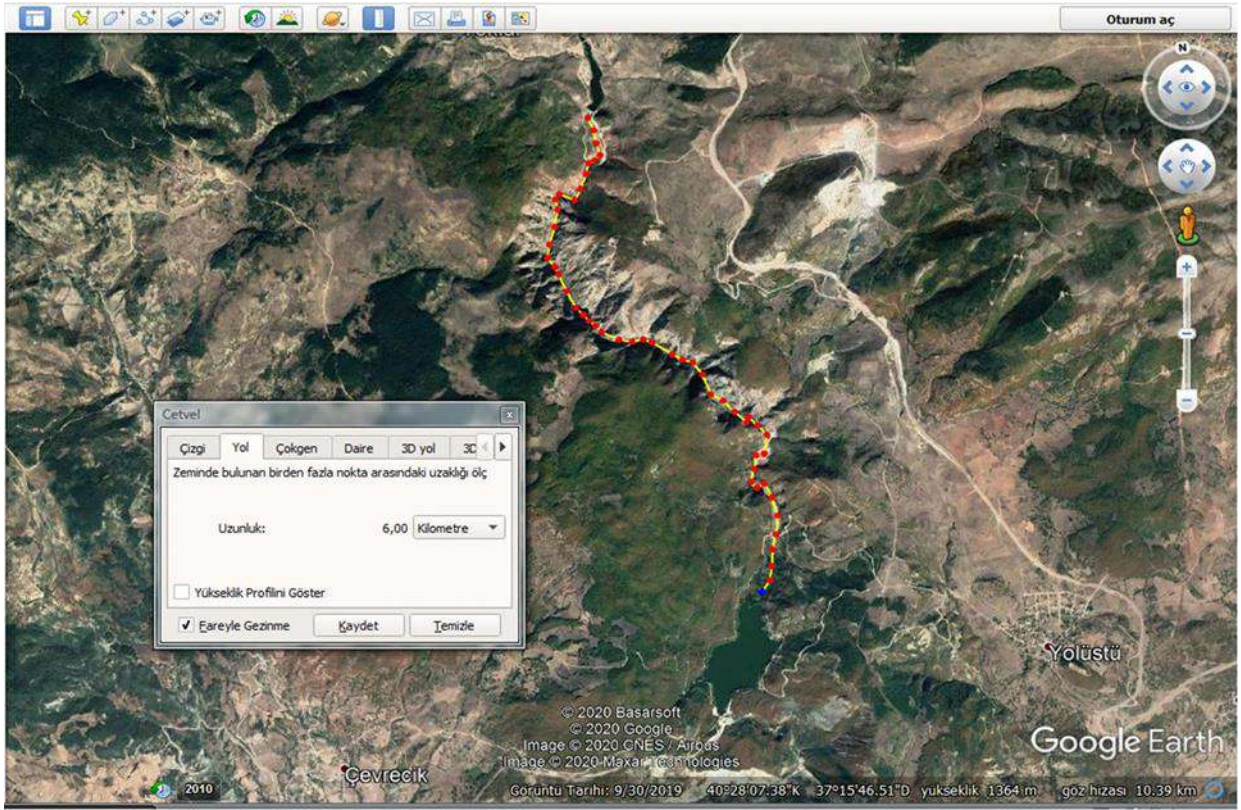 Oturum aç
N
Cetvel
Çizgi Yol Çokgen Daire 3D yol
Zeminde bulunan birden fazla nokta arasındaki uzaklığı ölç
Uzunluk: 6,00 Kilometre
Yükseklik Profilini Göster
Fareyle Gezinme Kaydet Temizle
Yolüstü
© 2020 Basarsoft
© 2020 Google
Image © 2020 CNES / Airbus
Image © 2020 Maxar Technologies
Google Earth
Çevrecik
2010
Görüntü Tarihi: 9/30/2019 40°28'07.38"K 37°15'46.51"D yükseklik 1364 m göz hizası 10.39 km